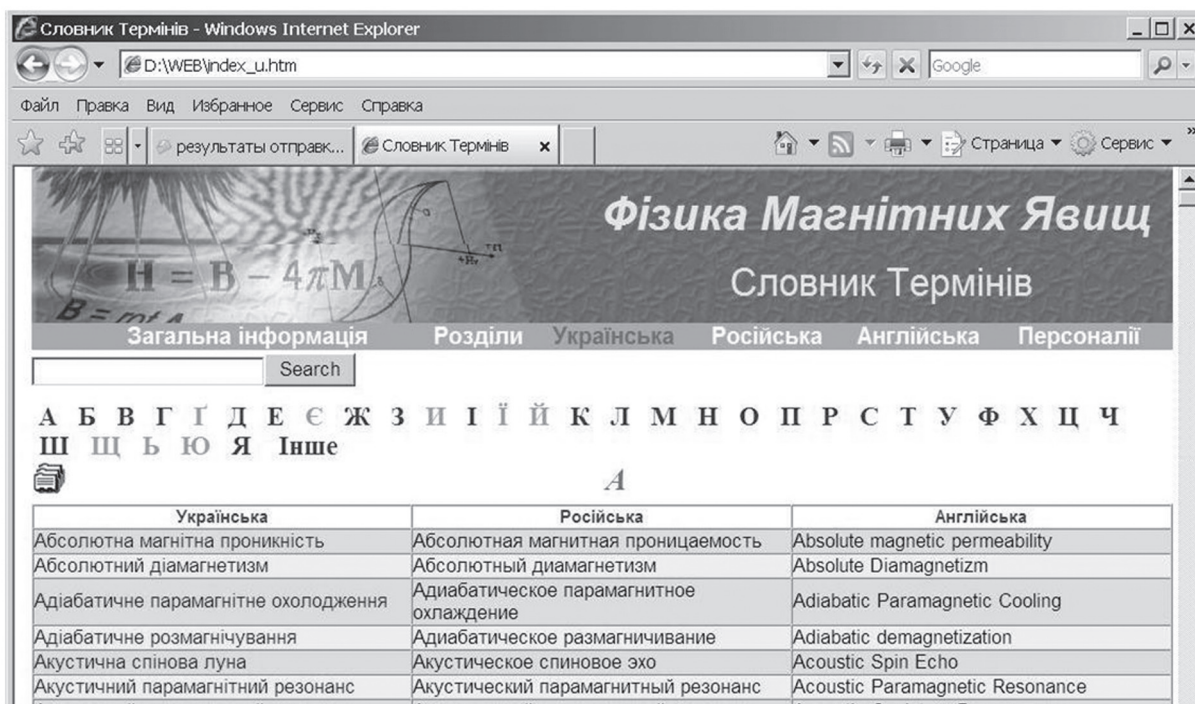 Словник Термінів - Windows Internet Explorer
D:\WEB\index_u.htm
Google
Файл Правка Вид Избранное Сервис Справка
результаты отправк... Словник Термінів Страница Сервис
Фізика Магнітних Явищ
H = B - 4πM
Словник Термінів
Загальна інформація Розділи Українська Російська Англійська Персоналії
Search
А Б В Г Ґ Д Е Є Ж З И І Ї Й К Л М Н О П Р С Т У Ф Х Ц Ч
Ш Щ Ь Ю Я Інше
А
Українська Російська Англійська
Абсолютна магнітна проникність Абсолютная магнитная проницаемость Absolute magnetic permeability
Абсолютний діамагнетизм Абсолютный диамагнетизм Absolute Diamagnetizm
Адіабатичне парамагнітне охолодження Адиабатическое парамагнитное охлаждение Adiabatic Paramagnetic Cooling
Адіабатичне розмагнічування Адиабатическое размагничивание Adiabatic demagnetization
Акустична спінова луна Акустическое спиновое эхо Acoustic Spin Echo
Акустичний парамагнітний резонанс Акустический парамагнитный резонанс Acoustic Paramagnetic Resonance